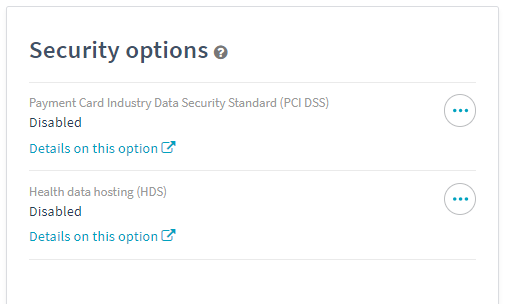 Security options ?
Payment Card Industry Data Security Standard (PCI DSS)
Disabled
Details on this option
Health data hosting (HDS)
Disabled
Details on this option